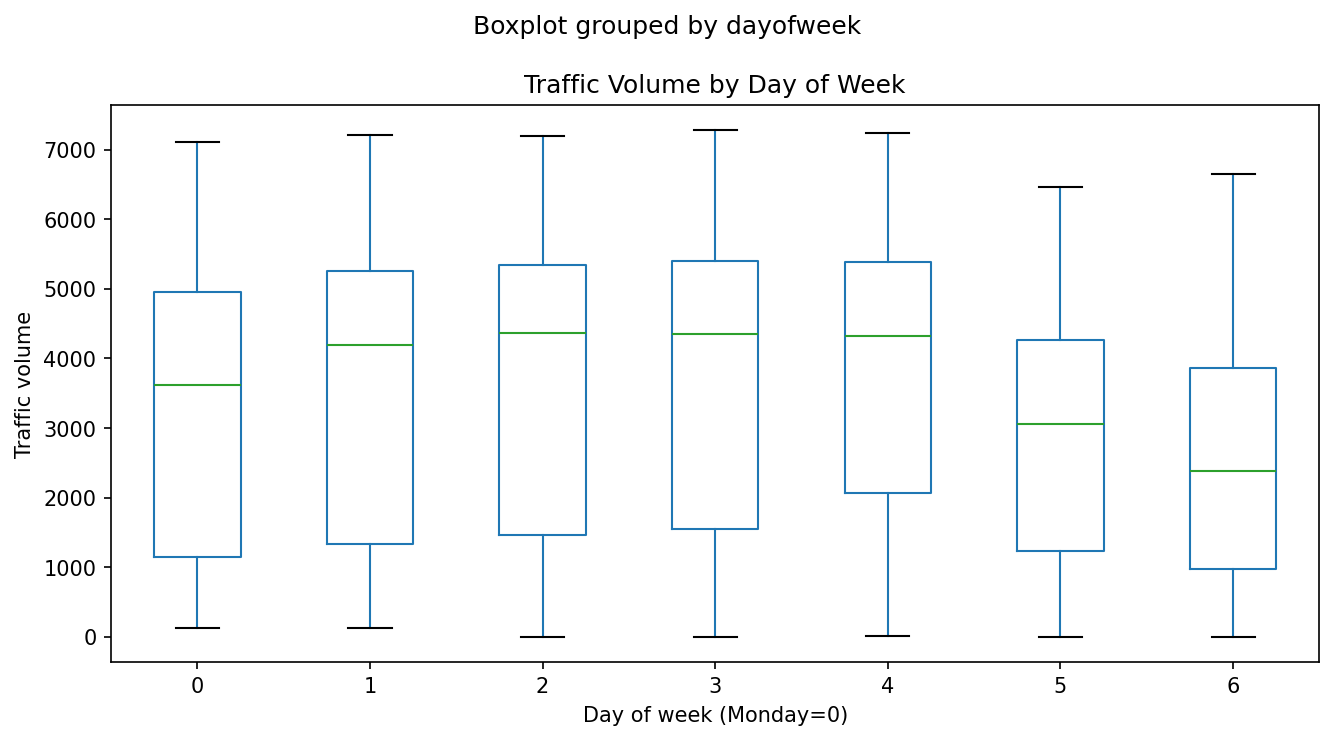 Boxplot grouped by dayofweek
Traffic Volume by Day of Week
Traffic volume
7000
6000
5000
4000
3000
2000
1000
0
0 1 2 3 4 5 6
Day of week (Monday=0)